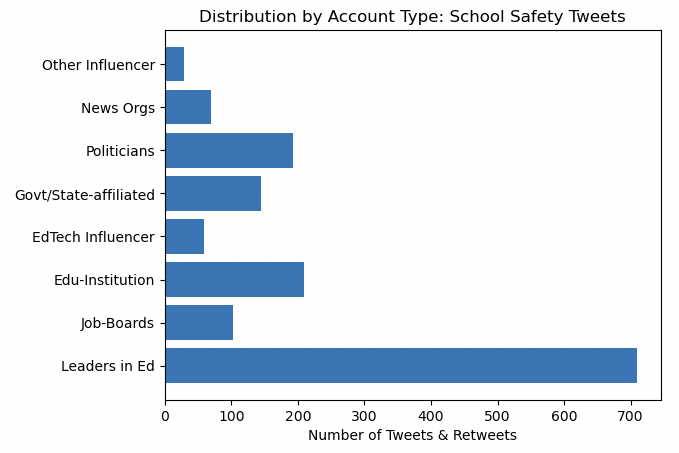 Distribution by Account Type: School Safety Tweets
Other Influencer
News Orgs
Politicians
Govt/State-affiliated
EdTech Influencer
Edu-Institution
Job-Boards
Leaders in Ed
0 100 200 300 400 500 600 700
Number of Tweets & Retweets